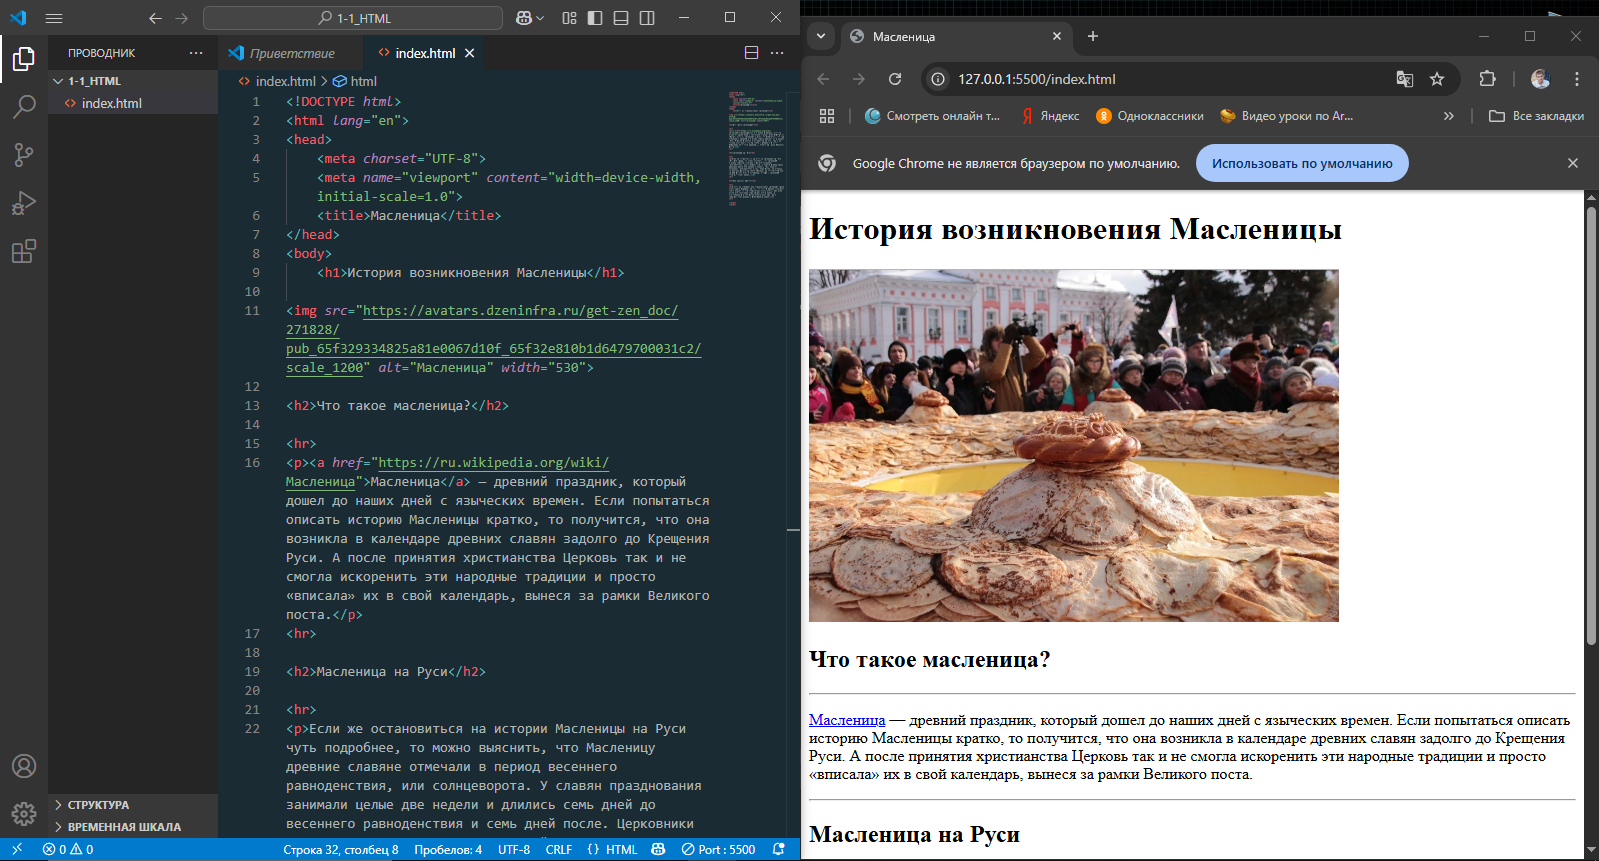 1-1_HTML
ПРОВОДНИК
1-1_HTML
index.html
СТРУКТУРА
ВРЕМЕННАЯ ШКАЛА
Приветствие
index.html
index.html > html
1 <!DOCTYPE html>
2 <html lang="en">
3 <head>
4 <meta charset="UTF-8">
5 <meta name="viewport" content="width=device-width,
initial-scale=1.0">
6 <title>Масленица</title>
7 </head>
8 <body>
9 <h1>История возникновения Масленицы</h1>
10
11 <img src="https://avatars.dzeninfra.ru/get-zen_doc/
271828/
pub_65f329334825a81e0067d10f_65f32e810b1d6479700031c2/
scale_1200" alt="Масленица" width="530">
12
13 <h2>Что такое масленица?</h2>
14
15 <hr>
16 <p><a href="https://ru.wikipedia.org/wiki/
Масленица">Масленица</a> — древний праздник, который
дошел до наших дней с языческих времен. Если попытаться
описать историю Масленицы кратко, то получится, что она
возникла в календаре древних славян задолго до Крещения
Руси. А после принятия христианства Церковь так и не
смогла искоренить эти народные традиции и просто
«вписала» их в свой календарь, вынеся за рамки Великого
поста.</p>
17 <hr>
18
19 <h2>Масленица на Руси</h2>
20
21 <hr>
22 <p>Если же остановиться на истории Масленицы на Руси
чуть подробнее, то можно выяснить, что Масленицу
древние славяне отмечали в период весеннего
равноденствия, или солнцеворота. У славян празднования
занимали целые две недели и длились семь дней до
весеннего равноденствия и семь дней после. Церковники
0 0 Строка 32, столбец 8 Пробелов: 4 UTF-8 CRLF {} HTML Port : 5500
Масленица
127.0.0.1:5500/index.html
Смотреть онлайн т... Яндекс Одноклассники Видео уроки по Ar... » Все закладки
Google Chrome не является браузером по умолчанию. Использовать по умолчанию
История возникновения Масленицы
Что такое масленица?
Масленица — древний праздник, который дошел до наших дней с языческих времен. Если попытаться описать
историю Масленицы кратко, то получится, что она возникла в календаре древних славян задолго до Крещения
Руси. А после принятия христианства Церковь так и не смогла искоренить эти народные традиции и просто
«вписала» их в свой календарь, вынеся за рамки Великого поста.
Масленица на Руси